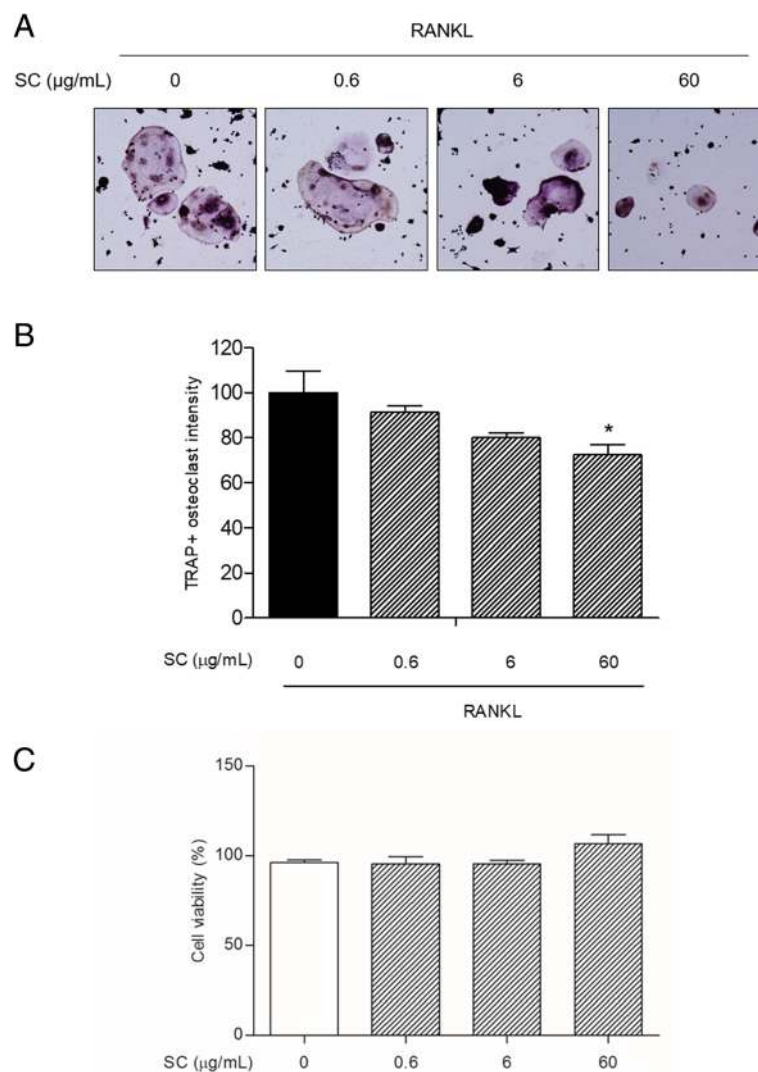 A
RANKL
SC (μg/mL) 0 0.6 6 60
B
120
100
80
60
40
20
0
TRAP+ osteoclast intensity
*
SC (μg/mL) 0 0.6 6 60
RANKL
C
150
100
50
0
Cell viability (%)
SC (μg/mL) 0 0.6 6 60